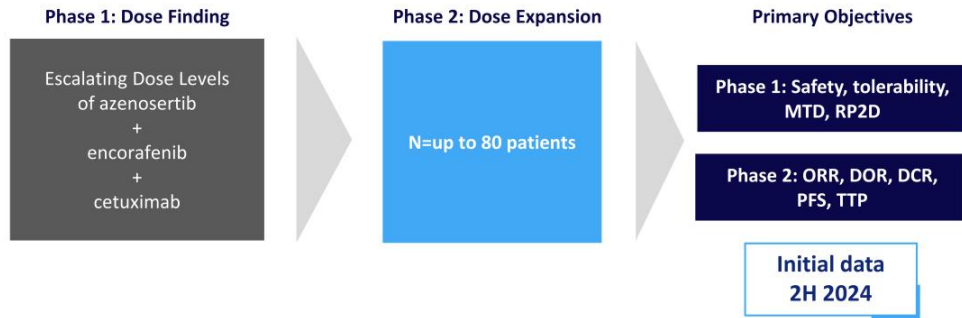 Phase 1: Dose Finding
Escalating Dose Levels
of azenosertib
+
encorafenib
+
cetuximab
Phase 2: Dose Expansion
N=up to 80 patients
Primary Objectives
Phase 1: Safety, tolerability,
MTD, RP2D
Phase 2: ORR, DOR, DCR,
PFS, TTP
Initial data
2H 2024